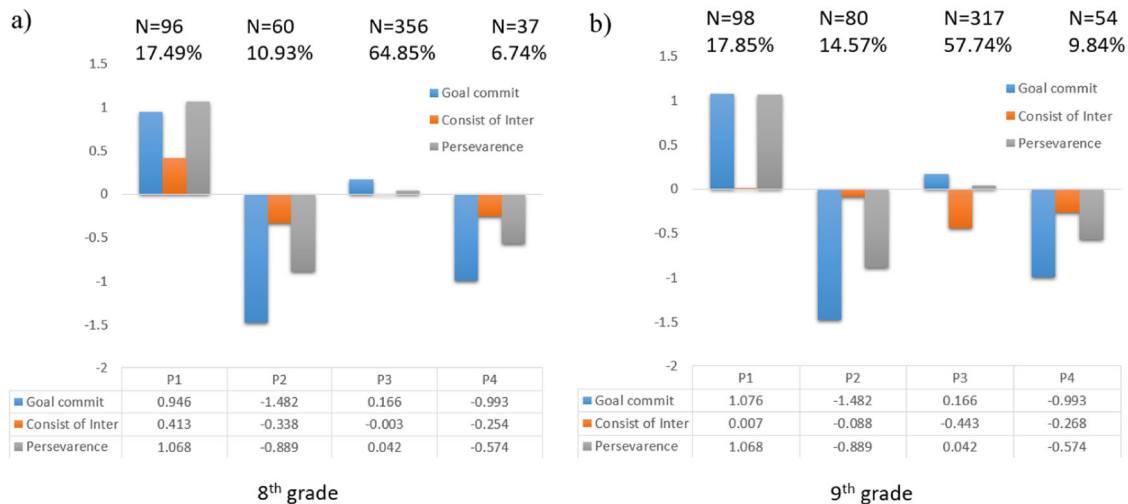 a)
N=96 N=60 N=356 N=37
17.49% 10.93% 64.85% 6.74%
1.5
1
0.5
0
-0.5
-1
-1.5
-2
Goal commit
Consist of Inter
Persevarence
P1 P2 P3 P4
Goal commit 0.946 -1.482 0.166 -0.993
Consist of Inter 0.413 -0.338 -0.003 -0.254
Persevarence 1.068 -0.889 0.042 -0.574
8th grade
b)
N=98 N=80 N=317 N=54
17.85% 14.57% 57.74% 9.84%
1.5
1
0.5
0
-0.5
-1
-1.5
-2
Goal commit
Consist of Inter
Persevarence
P1 P2 P3 P4
Goal commit 1.076 -1.482 0.166 -0.993
Consist of Inter 0.007 -0.088 -0.443 -0.268
Persevarence 1.068 -0.889 0.042 -0.574
9th grade